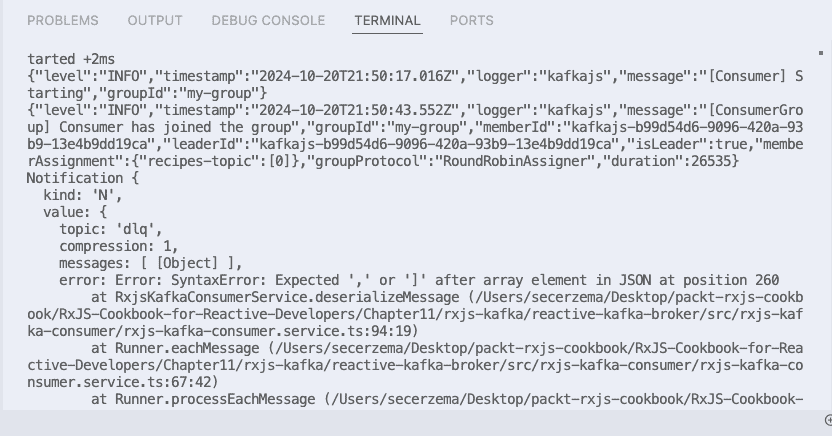 PROBLEMS OUTPUT DEBUG CONSOLE TERMINAL PORTS
tarted +2ms
{"level":"INFO","timestamp":"2024-10-20T21:50:17.016Z","logger":"kafkajs","message":"[Consumer] S
tarting","groupId":"my-group"}
{"level":"INFO","timestamp":"2024-10-20T21:50:43.552Z","logger":"kafkajs","message":"[ConsumerGro
up] Consumer has joined the group","groupId":"my-group","memberId":"kafkajs-b99d54d6-9096-420a-93
b9-13e4b9dd19ca","leaderId":"kafkajs-b99d54d6-9096-420a-93b9-13e4b9dd19ca","isLeader":true,"membe
rAssignment":{"recipes-topic":[0]},"groupProtocol":"RoundRobinAssigner","duration":26535}
Notification {
  kind: 'N',
  value: {
    topic: 'dlq',
    compression: 1,
    messages: [ [Object] ],
    error: Error: SyntaxError: Expected ',' or ']' after array element in JSON at position 260
        at RxjsKafkaConsumerService.deserializeMessage (/Users/secerzema/Desktop/packt-rxjs-cookb
ook/RxJS-Cookbook-for-Reactive-Developers/Chapter11/rxjs-kafka/reactive-kafka-broker/src/rxjs-kaf
ka-consumer/rxjs-kafka-consumer.service.ts:94:19)
        at Runner.eachMessage (/Users/secerzema/Desktop/packt-rxjs-cookbook/RxJS-Cookbook-for-Rea
ctive-Developers/Chapter11/rxjs-kafka/reactive-kafka-broker/src/rxjs-kafka-consumer/rxjs-kafka-co
nsumer.service.ts:67:42)
        at Runner.processEachMessage (/Users/secerzema/Desktop/packt-rxjs-cookbook/RxJS-Cookbook-